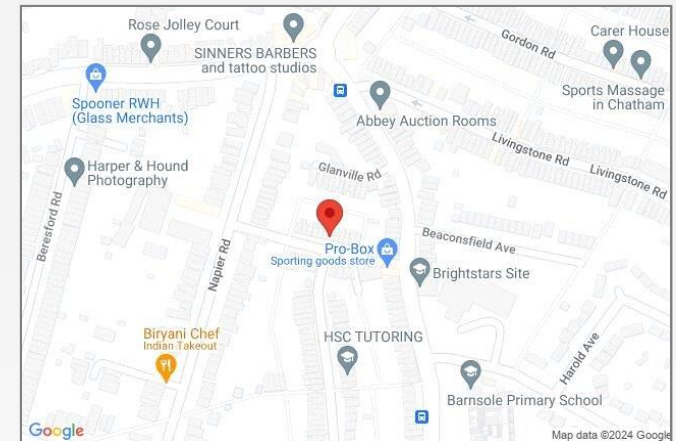 Rose Jolley Court
SINNERS BARBERS
and tattoo studios
Gordon Rd
Carer House
Spooner RWH
(Glass Merchants)
Abbey Auction Rooms
Sports Massage
in Chatham
Livingstone Rd
Livingstone Rd
Harper & Hound
Photography
Glanville Rd
Beresford Rd
Napier Rd
Pro-Box
Sporting goods store
Beaconsfield Ave
Brightstars Site
Biryani Chef
Indian Takeout
HSC TUTORING
Harold Ave
Barnsole Primary School
Google
Map data ©2024 Google